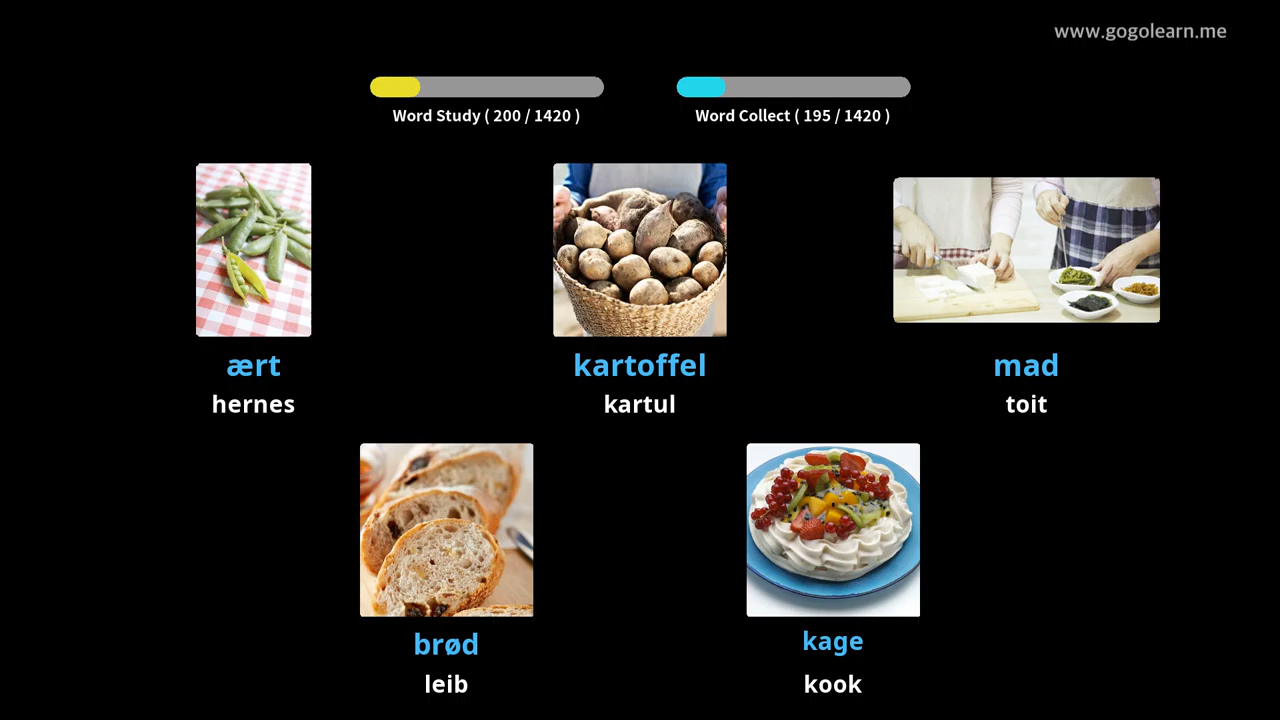 www.gogolearn.me
Word Study ( 200 / 1420 )
Word Collect ( 195 / 1420 )
ært
hernes
kartoffel
kartul
mad
toit
brød
leib
kage
kook